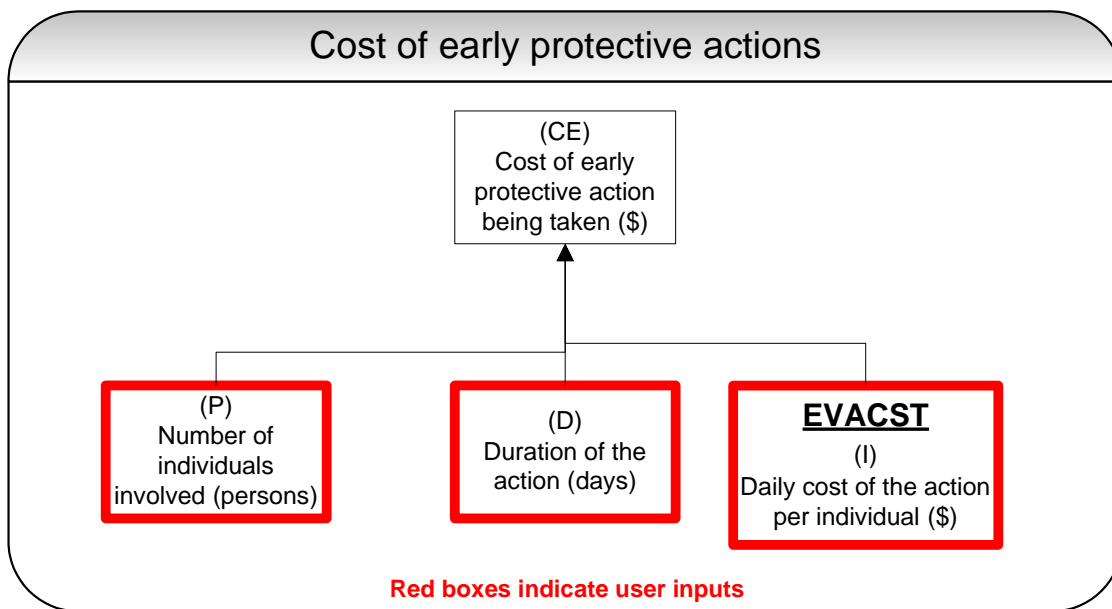 Cost of early protective actions
(CE)
Cost of early
protective action
being taken ($)
(P)
Number of
individuals
involved (persons)
(D)
Duration of the
action (days)
EVACST
(I)
Daily cost of the action
per individual ($)
Red boxes indicate user inputs